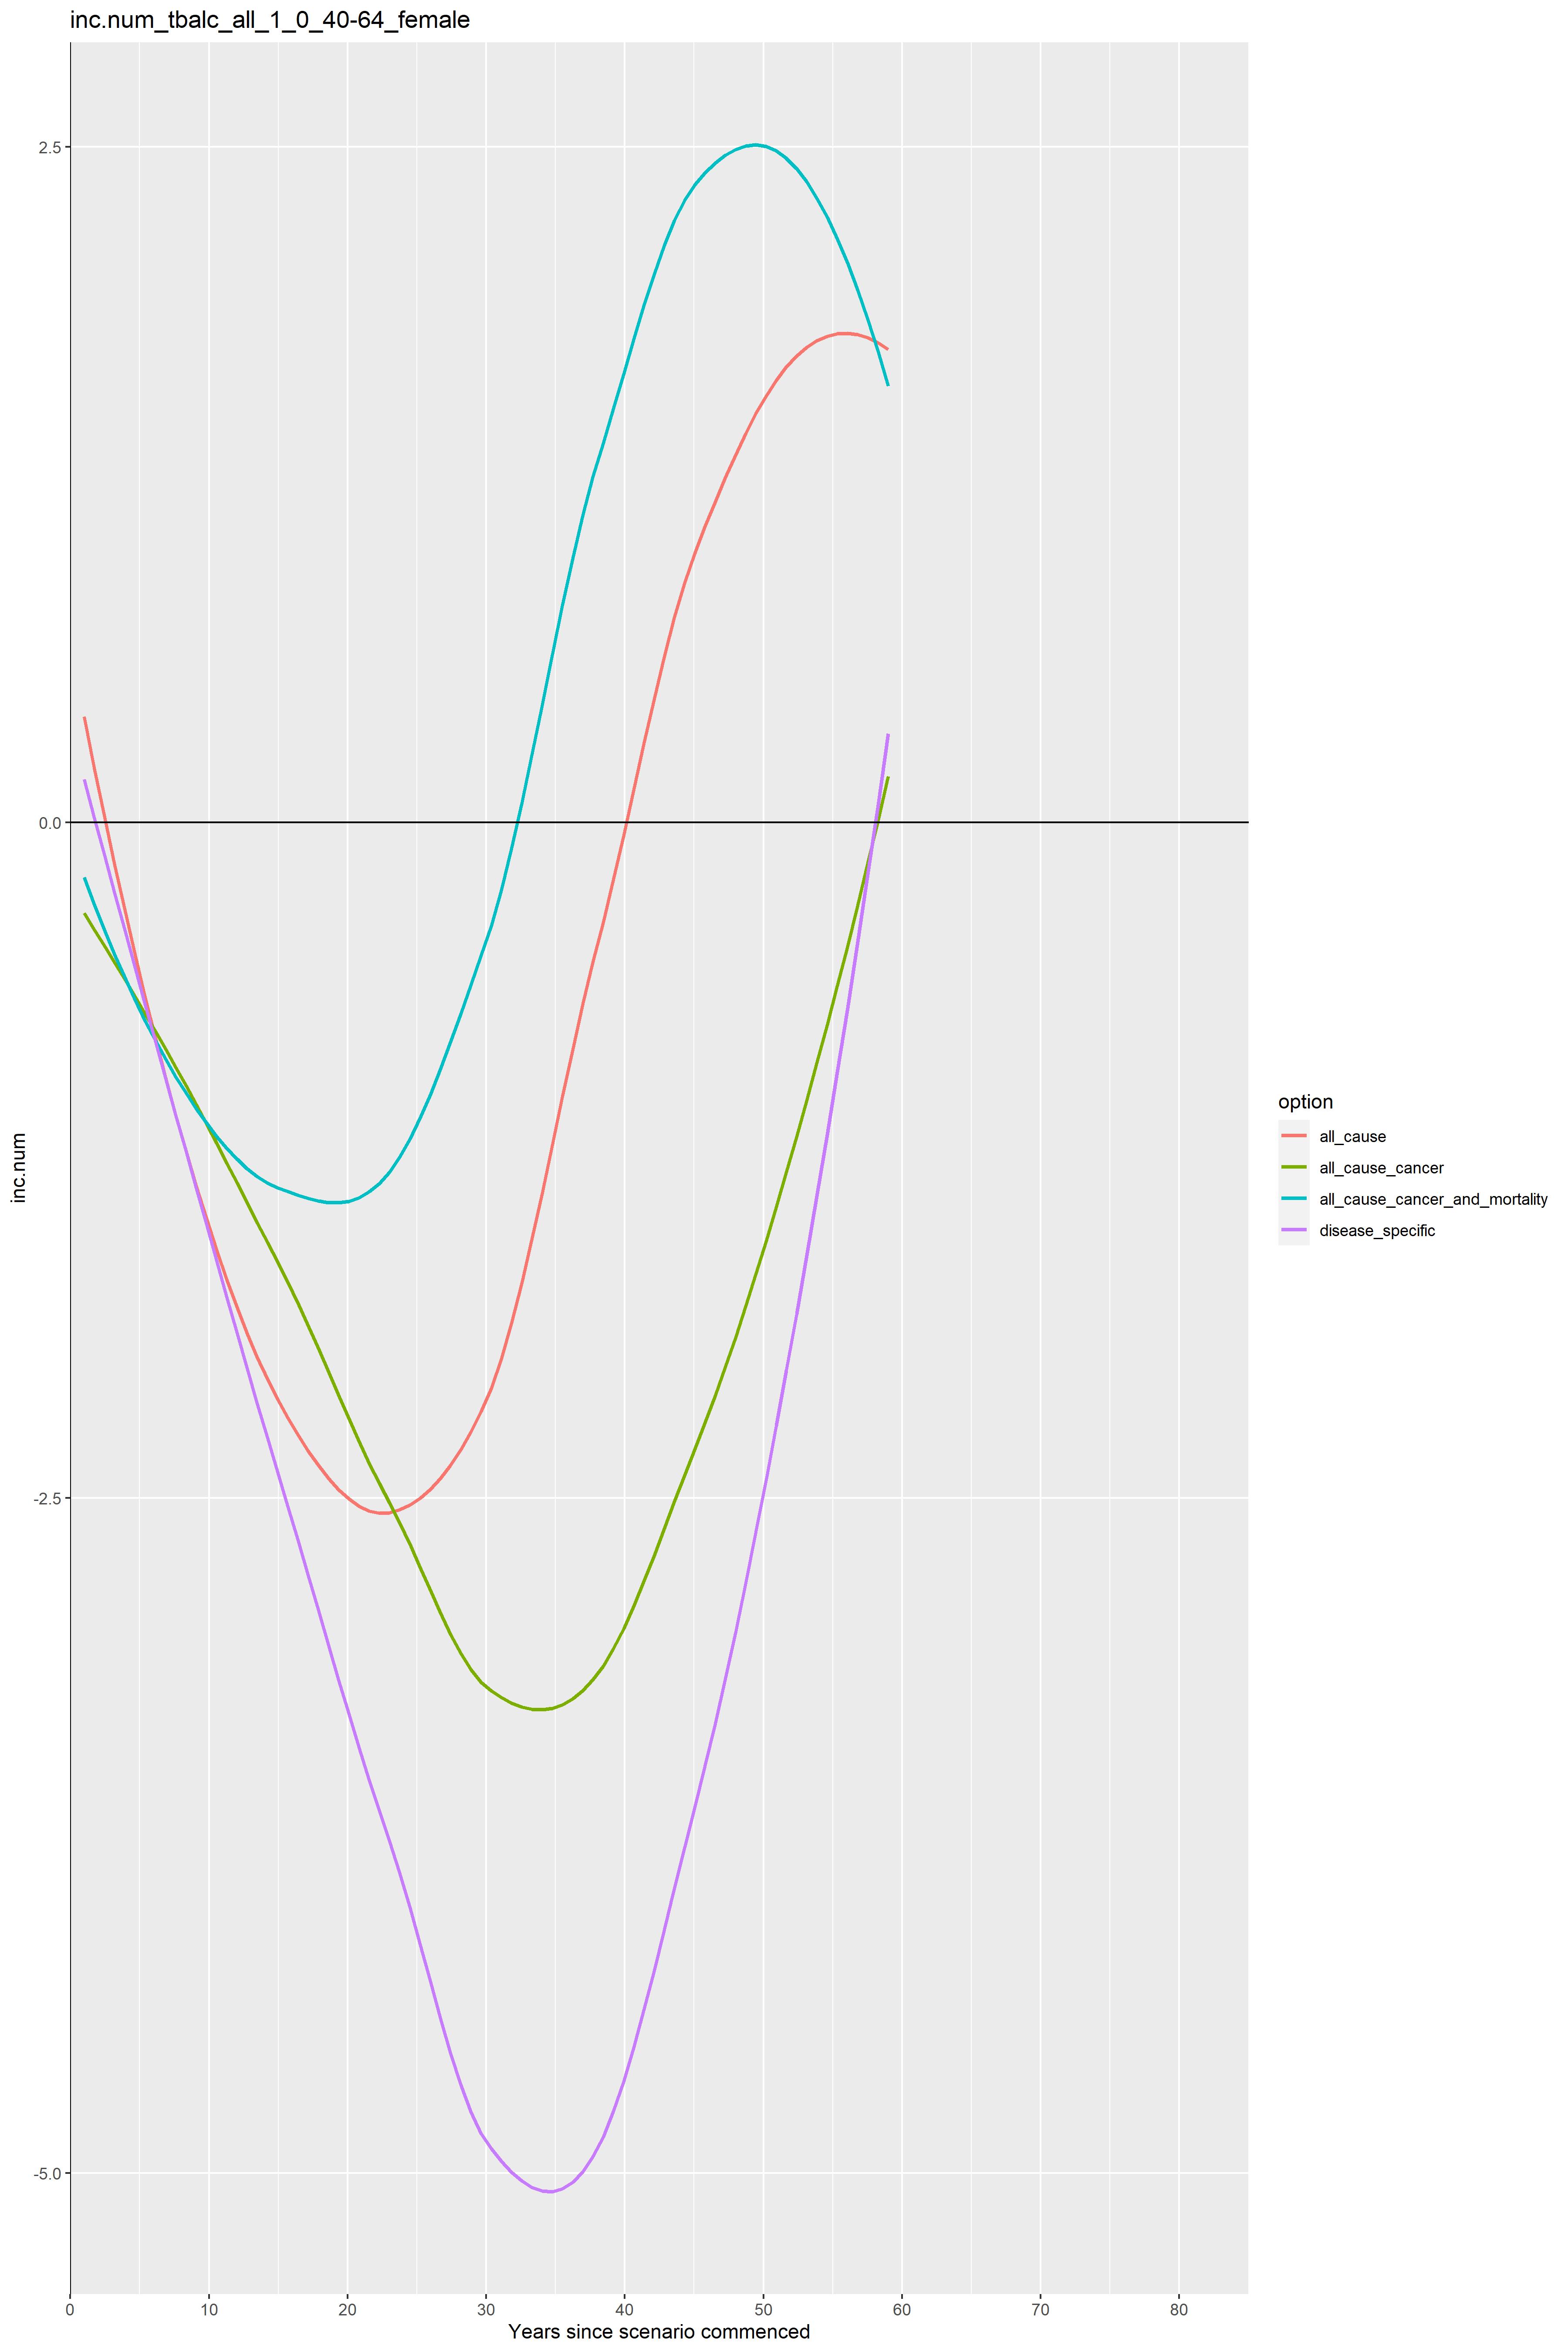 inc.num_tbalc_all_1_0_40-64_female
2.5
0.0
-2.5
-5.0
inc.num
0 10 20 30 40 50 60 70 80
Years since scenario commenced
option
all_cause
all_cause_cancer
all_cause_cancer_and_mortality
disease_specific